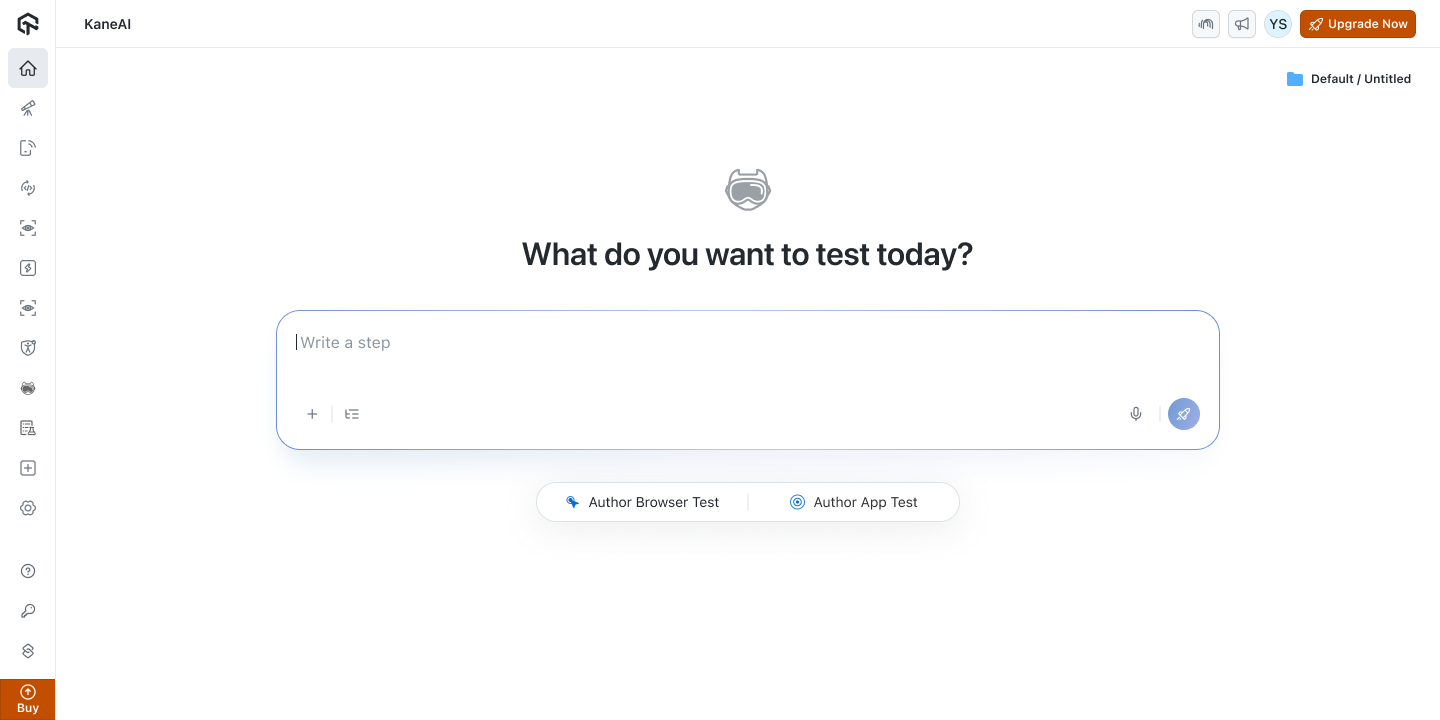 KaneAI
YS
Upgrade Now
Default / Untitled
What do you want to test today?
Write a step
Author Browser Test
Author App Test
Buy